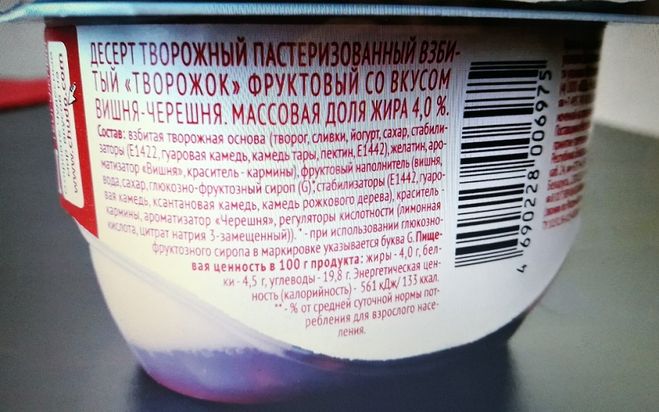 ДЕСЕРТ ТВОРОЖНЫЙ ПАСТЕРИЗОВАННЫЙ ВЗБИ-
ТЫЙ «ТВОРОЖОК» ФРУКТОВЫЙ СО ВКУСОМ
ВИШНЯ-ЧЕРЕШНЯ. МАССОВАЯ ДОЛЯ ЖИРА 4,0 %.
Состав: взбитая творожная основа (творог, сливки, йогурт, сахар, стабили-
заторы (Е1422, гуаровая камедь, камедь тары, пектин, Е1442), желатин, аро-
матизатор «Вишня», краситель - кармины), фруктовый наполнитель (вишня,
вода, сахар, глюкозно-фруктозный сироп (G)*, стабилизаторы (Е1442, гуаро-
вая камедь, ксантановая камедь, камедь рожкового дерева), краситель -
кармины, ароматизатор «Черешня», регуляторы кислотности (лимонная
кислота, цитрат натрия 3-замещенный)). * - при использовании глюкозно-
фруктозного сиропа в маркировке указывается буква G. Пище-
вая ценность в 100 г продукта: жиры - 4,0 г, бел-
ки - 4,5 г, углеводы - 19,8 г. Энергетическая цен-
ность (калорийность) - 561 кДж/ 133 ккал.
** - % от средней суточной нормы пот-
ребления для взрослого насе-
ления.
4 690228 006975